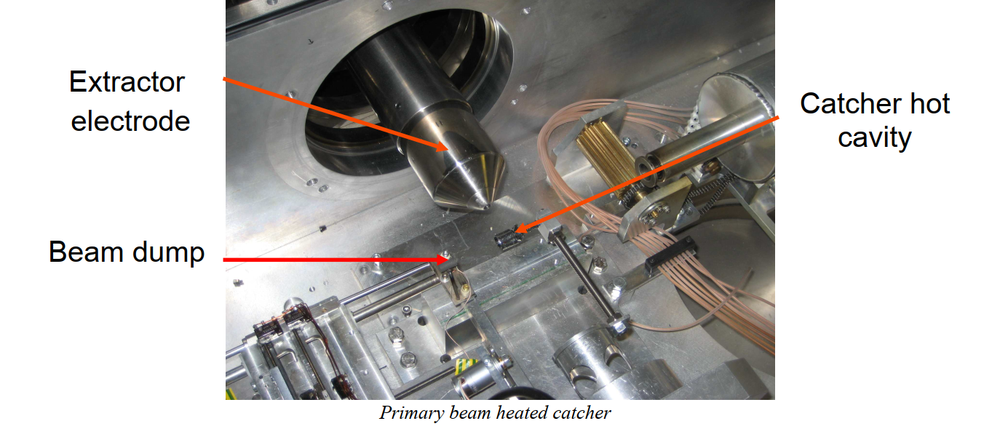 Extractor
electrode
Catcher hot
cavity
Beam dump
Primary beam heated catcher